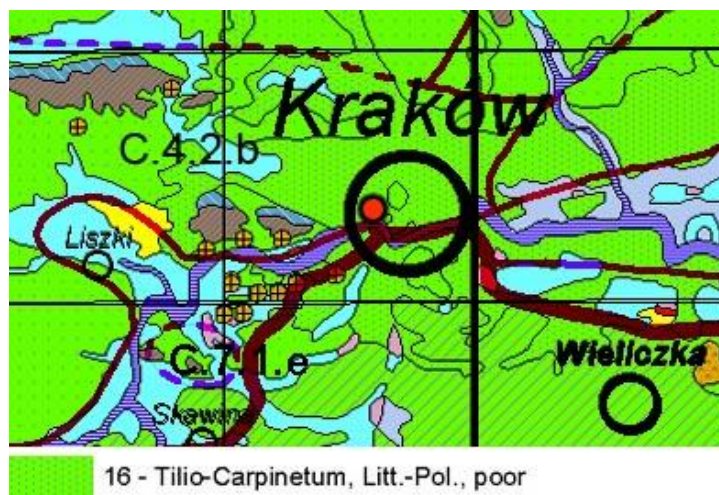 Kraków
C.4.2.b
Liszki
C.7.1.e
Wieliczka
Skawina
16 - Tilio-Carpinetum, Litt.-Pol., poor